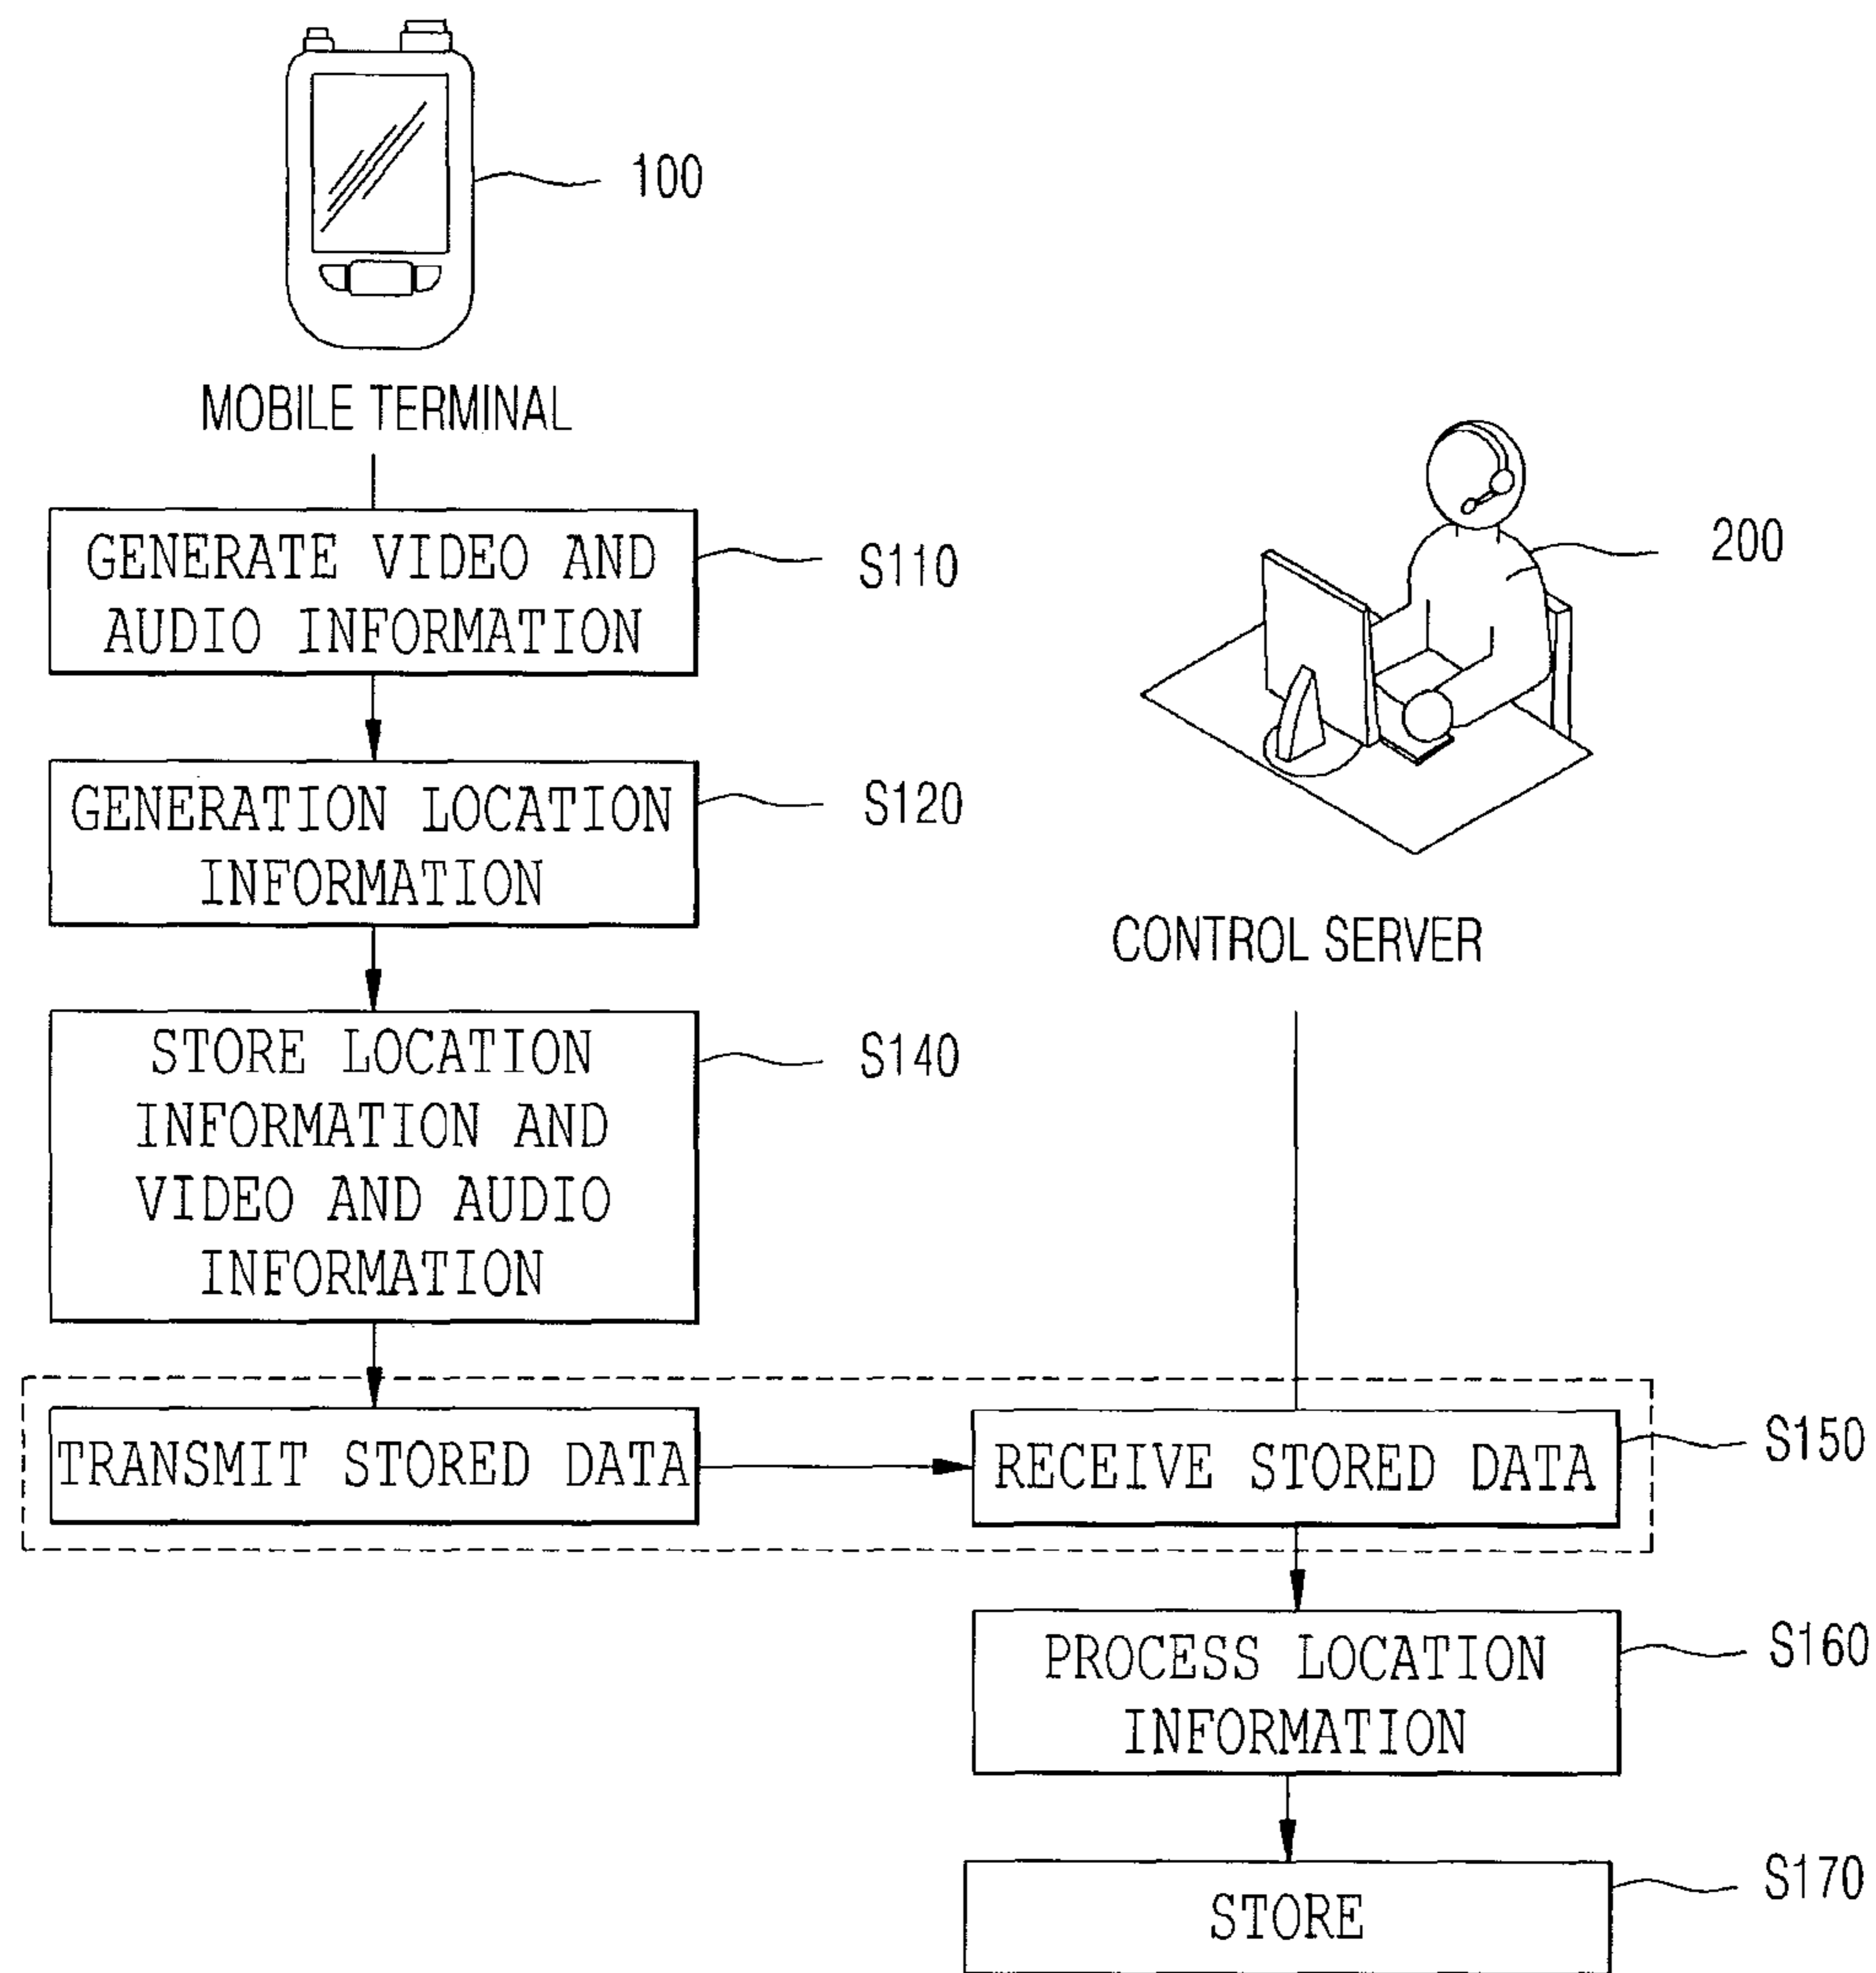 100
MOBILE TERMINAL
GENERATE VIDEO AND
AUDIO INFORMATION
S110
200
GENERATION LOCATION
INFORMATION
S120
CONTROL SERVER
STORE LOCATION
INFORMATION AND
VIDEO AND AUDIO
INFORMATION
S140
TRANSMIT STORED DATA
RECEIVE STORED DATA
S150
PROCESS LOCATION
INFORMATION
S160
STORE
S170